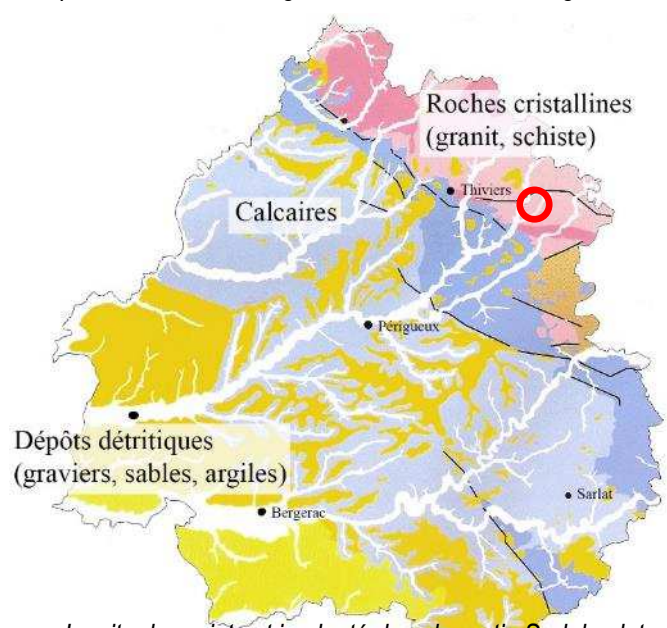 Roches cristallines
(granit, schiste)
Thiviers
Calcaires
Périgueux
Dépôts détritiques
(graviers, sables, argiles)
Sarlat
Bergerac